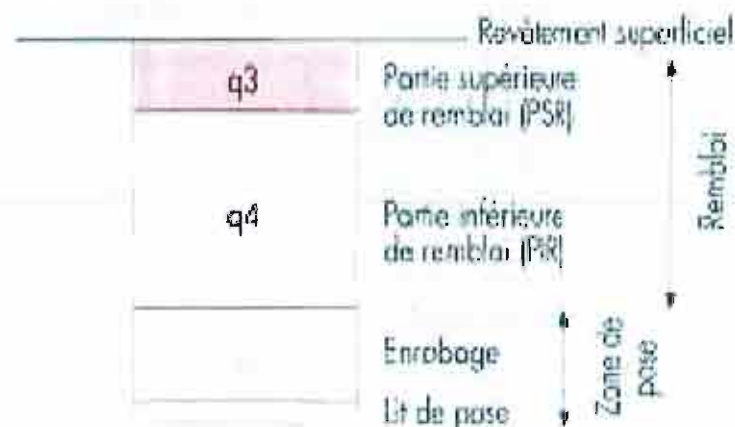 Revêtement superficiel
q3
Partie supérieure
de remblai (PSR)
Remblai
q4
Partie inférieure
de remblai (PIR)
Enrobage
Zone de
pose
Lit de pose